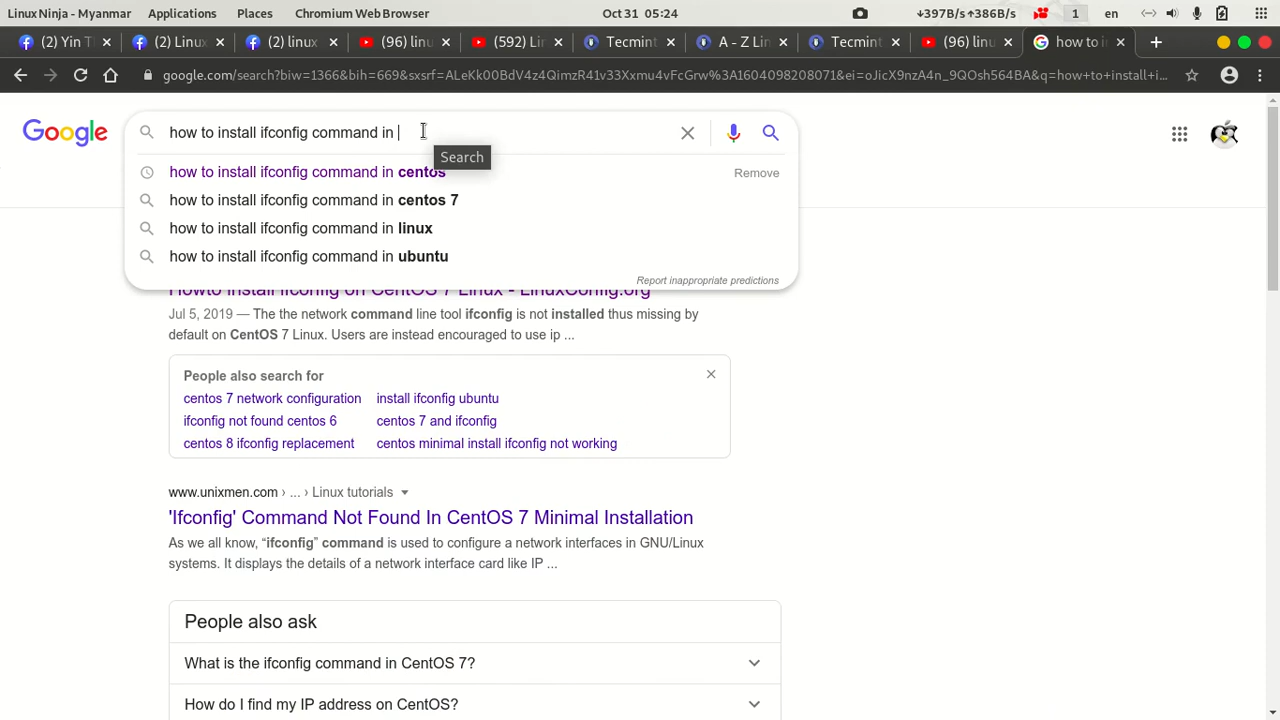 Linux Ninja - Myanmar Applications Places Chromium Web Browser Oct 31 05:24 ↓397B/s↑386B/s 1 en
(2) Yin T (2) Linux (2) linux (96) linu (592) Li Tecmint A - Z Lin Tecmint (96) linu how to i
google.com/search?biw=1366&bih=669&sxsrf=ALeKk00BdV4z4QimzR41v33Xxmu4vFcGrw%3A1604098208071&ei=oJicX9nzA4n_9QOsh564BA&q=how+to+install+i...
Google how to install ifconfig command in
Search
how to install ifconfig command in centos Remove
how to install ifconfig command in centos 7
how to install ifconfig command in linux
how to install ifconfig command in ubuntu
Report inappropriate predictions
Howto install ifconfig on CentOS 7 Linux - LinuxConfig.org
Jul 5, 2019 — The the network command line tool ifconfig is not installed thus missing by
default on CentOS 7 Linux. Users are instead encouraged to use ip ...
People also search for
centos 7 network configuration install ifconfig ubuntu
ifconfig not found centos 6 centos 7 and ifconfig
centos 8 ifconfig replacement centos minimal install ifconfig not working
www.unixmen.com › ... › Linux tutorials
'Ifconfig' Command Not Found In CentOS 7 Minimal Installation
As we all know, “ifconfig” command is used to configure a network interfaces in GNU/Linux
systems. It displays the details of a network interface card like IP ...
People also ask
What is the ifconfig command in CentOS 7?
How do I find my IP address on CentOS?